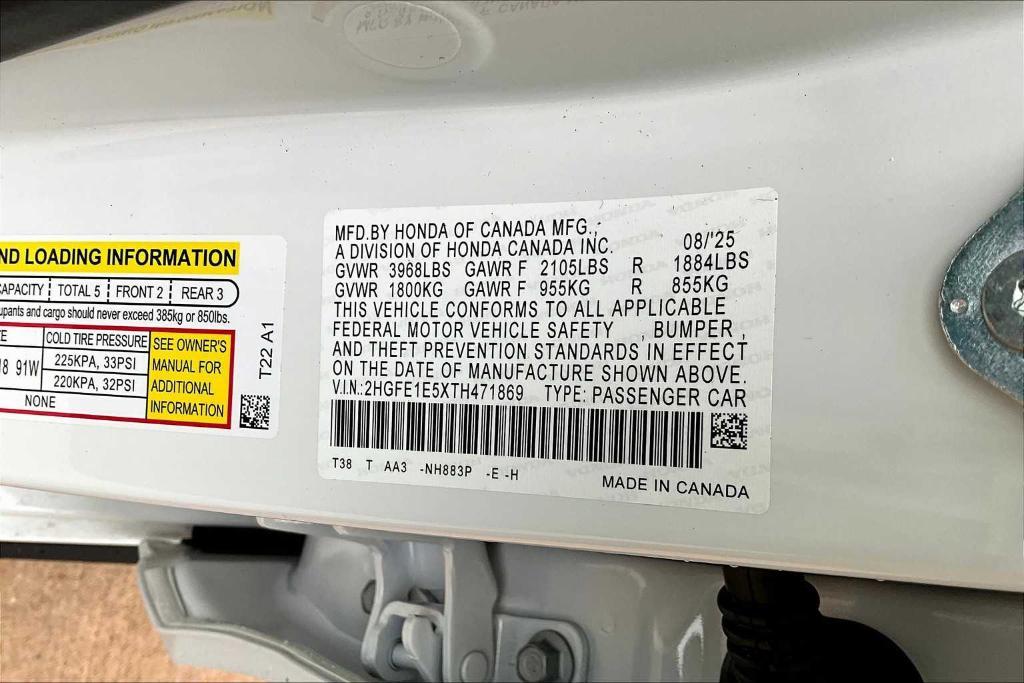 ND LOADING INFORMATION
APACITY TOTAL 5 FRONT 2 REAR 3
upants and cargo should never exceed 385kg or 850lbs.
ZE COLD TIRE PRESSURE SEE OWNER'S MANUAL FOR ADDITIONAL INFORMATION
18 91W 225KPA, 33PSI
220KPA, 32PSI
NONE
T22 A1
MFD.BY HONDA OF CANADA MFG.,
A DIVISION OF HONDA CANADA INC. 08/'25
GVWR 3968LBS GAWR F 2105LBS R 1884LBS
GVWR 1800KG GAWR F 955KG R 855KG
THIS VEHICLE CONFORMS TO ALL APPLICABLE
FEDERAL MOTOR VEHICLE SAFETY , BUMPER ,
AND THEFT PREVENTION STANDARDS IN EFFECT
ON THE DATE OF MANUFACTURE SHOWN ABOVE.
V.I.N.:2HGFE1E5XTH471869 TYPE: PASSENGER CAR
T38 T AA3 -NH883P -E -H
MADE IN CANADA